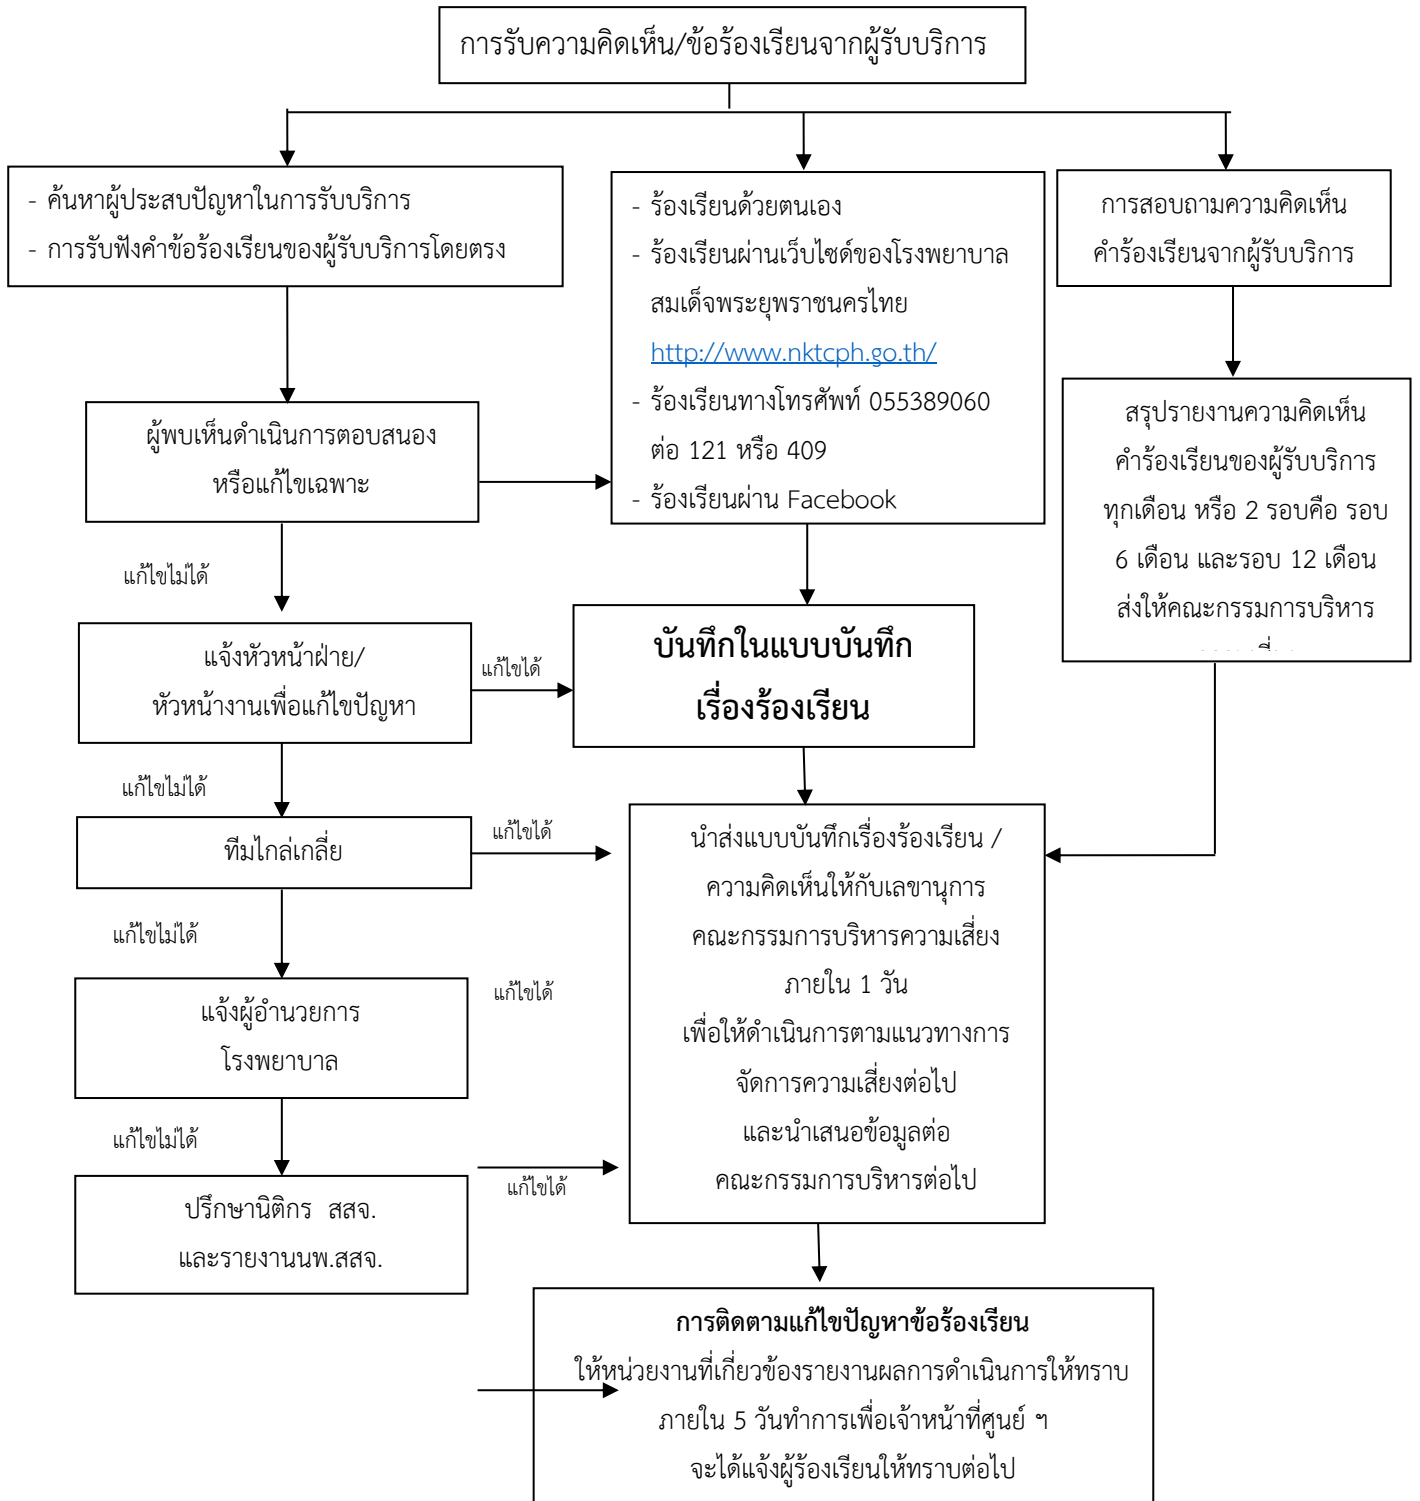 การรับความคิดเห็น/ข้อร้องเรียนจากผู้รับบริการ
- ค้นหาผู้ประสบปัญหาในการรับบริการ
- การรับฟังคำข้อร้องเรียนของผู้รับบริการโดยตรง
- ร้องเรียนด้วยตนเอง
- ร้องเรียนผ่านเว็บไซด์ของโรงพยาบาล
สมเด็จพระยุพราชนครไทย
http://www.nktcph.go.th/
- ร้องเรียนทางโทรศัพท์ 055389060
ต่อ 121 หรือ 409
- ร้องเรียนผ่าน Facebook
การสอบถามความคิดเห็น
คำร้องเรียนจากผู้รับบริการ
ผู้พบเห็นดำเนินการตอบสนอง
หรือแก้ไขเฉพาะ
สรุปรายงานความคิดเห็น
คำร้องเรียนของผู้รับบริการ
ทุกเดือน หรือ 2 รอบคือ รอบ
6 เดือน และรอบ 12 เดือน
ส่งให้คณะกรรมการบริหาร
แก้ไขไม่ได้
แจ้งหัวหน้าฝ่าย/
หัวหน้างานเพื่อแก้ไขปัญหา
แก้ไขได้
บันทึกในแบบบันทึก
เรื่องร้องเรียน
แก้ไขไม่ได้
ทีมไกล่เกลี่ย
แก้ไขได้
นำส่งแบบบันทึกเรื่องร้องเรียน /
ความคิดเห็นให้กับเลขานุการ
คณะกรรมการบริหารความเสี่ยง
ภายใน 1 วัน
เพื่อให้ดำเนินการตามแนวทางการ
จัดการความเสี่ยงต่อไป
และนำเสนอข้อมูลต่อ
คณะกรรมการบริหารต่อไป
แก้ไขไม่ได้
แจ้งผู้อำนวยการ
โรงพยาบาล
แก้ไขได้
แก้ไขไม่ได้
ปรึกษานิติกร สสจ.
และรายงานนพ.สสจ.
แก้ไขได้
การติดตามแก้ไขปัญหาข้อร้องเรียน
ให้หน่วยงานที่เกี่ยวข้องรายงานผลการดำเนินการให้ทราบ
ภายใน 5 วันทำการเพื่อเจ้าหน้าที่ศูนย์ ฯ
จะได้แจ้งผู้ร้องเรียนให้ทราบต่อไป